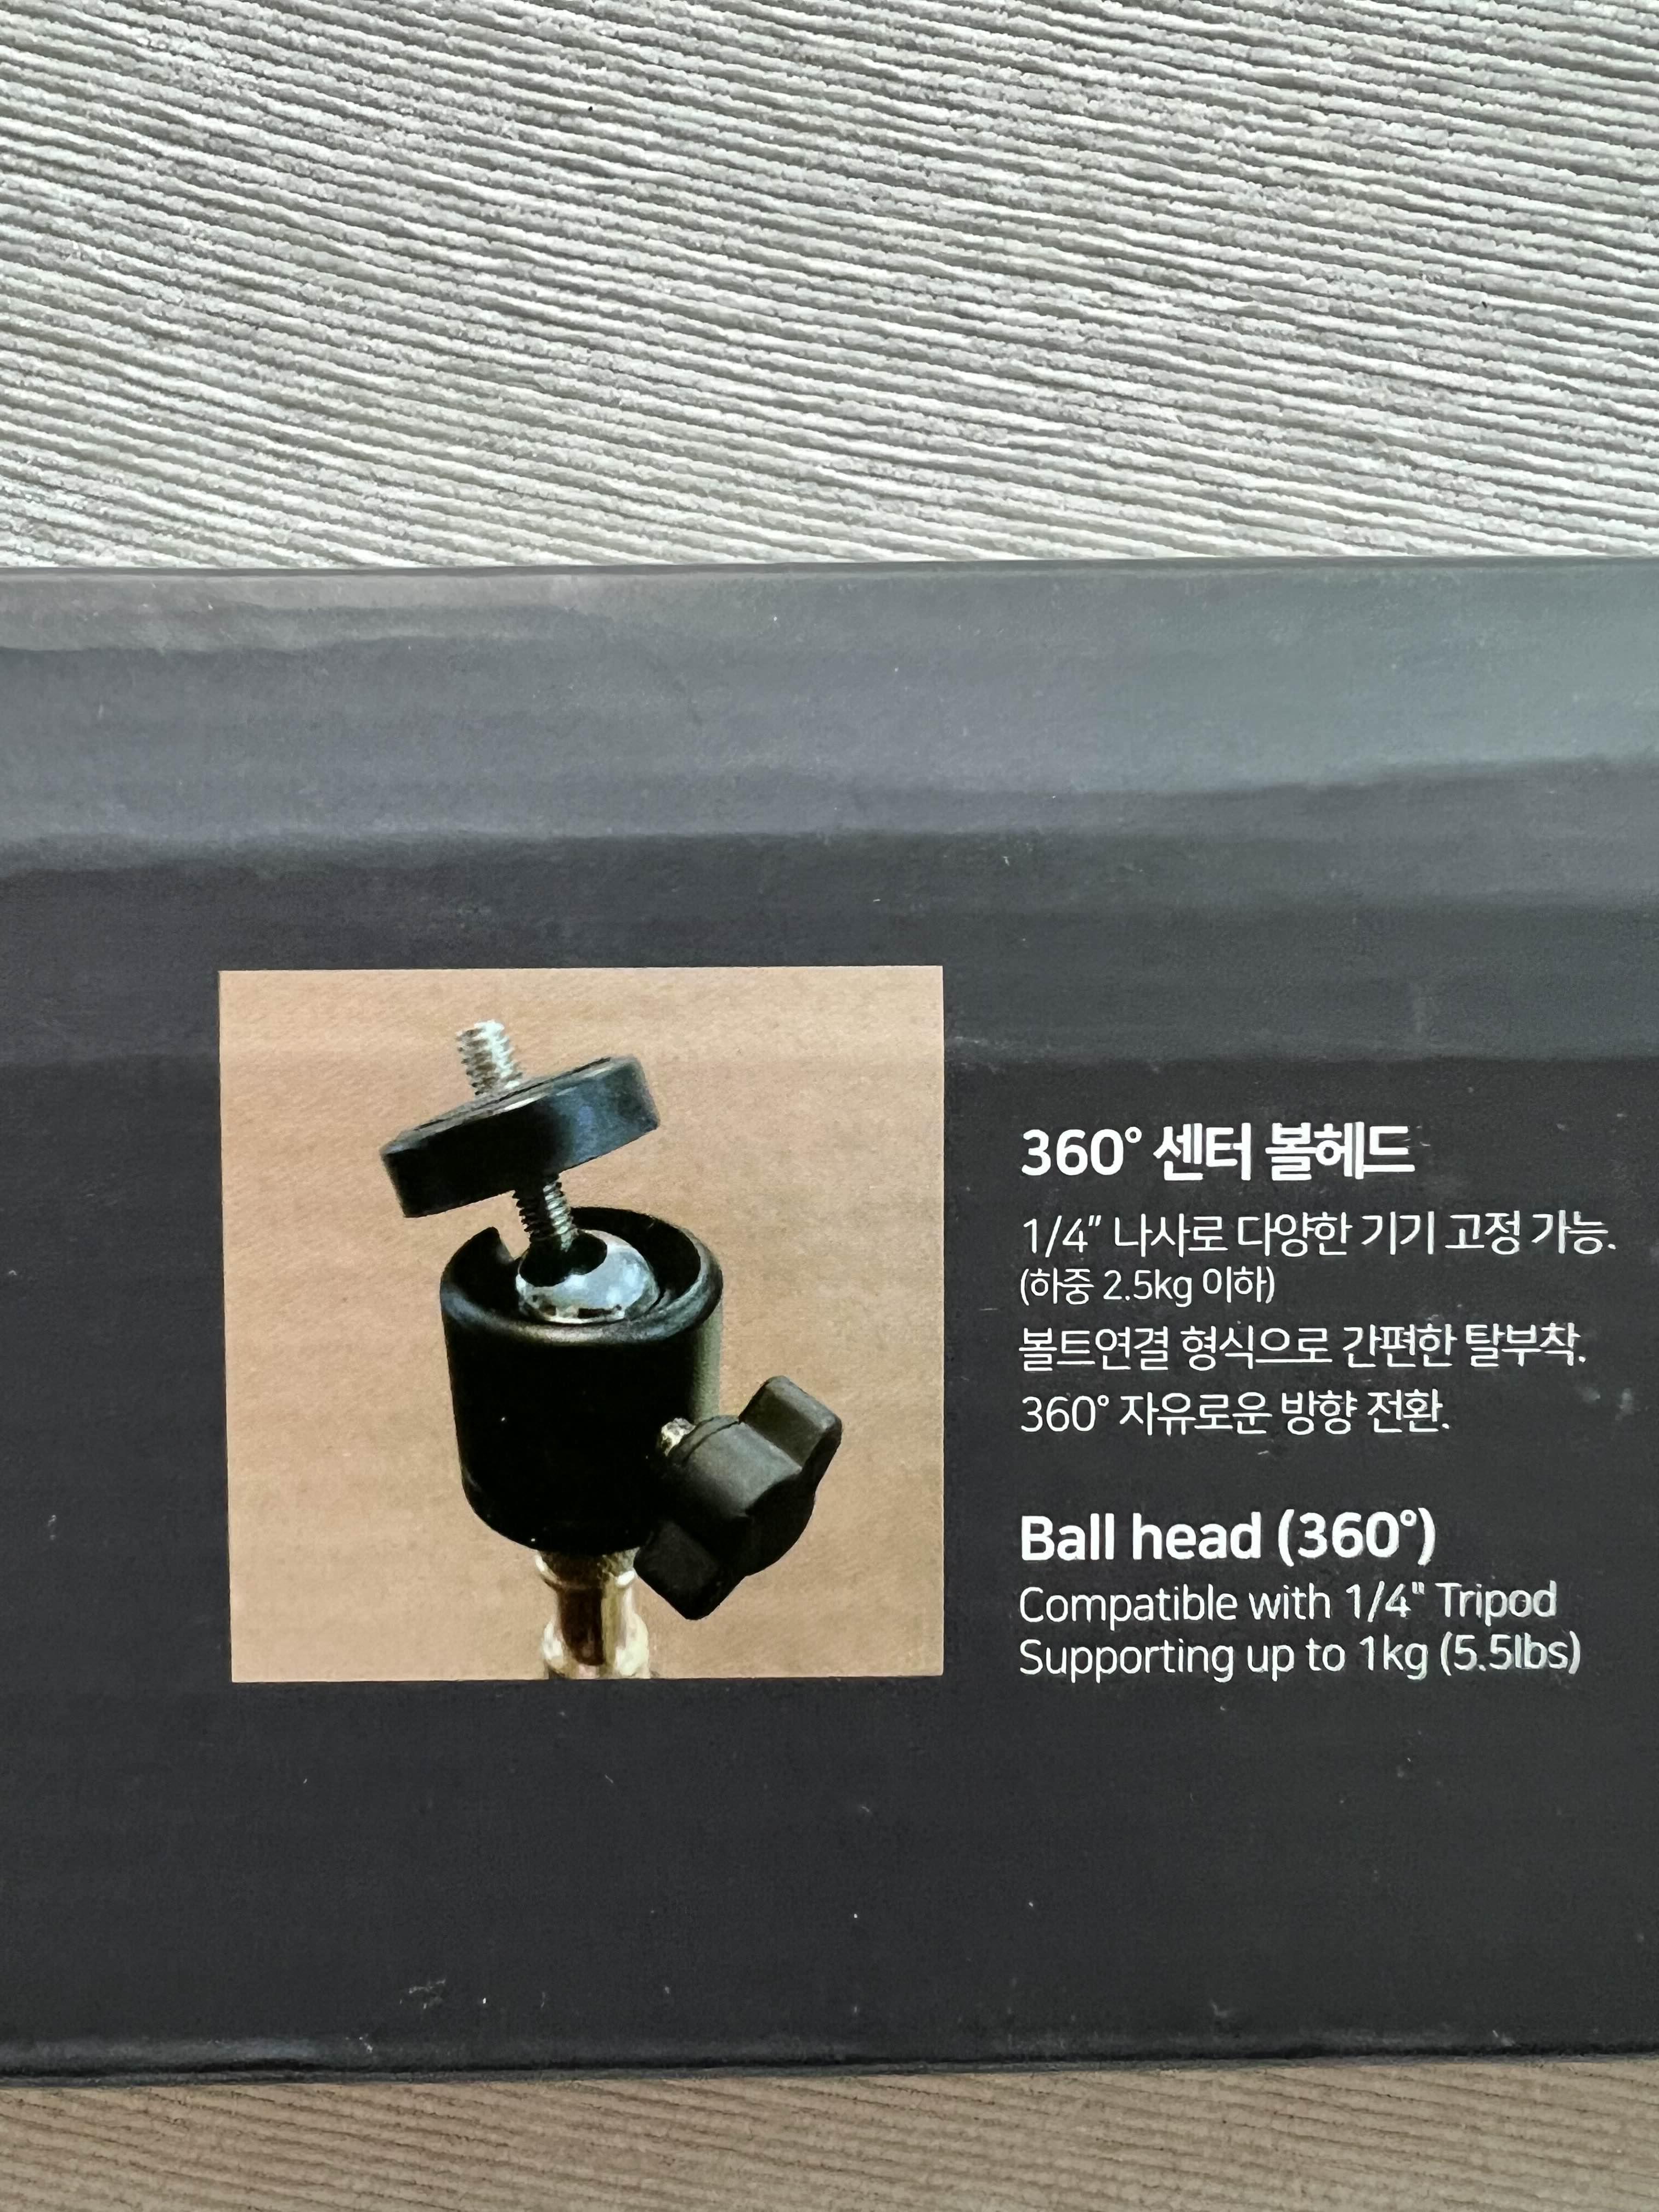 360° 센터 볼헤드
1/4" 나사로 다양한 기기 고정 가능.
(하중 2.5kg 이하)
볼트연결 형식으로 간편한 탈부착.
360° 자유로운 방향 전환.
Ball head (360°)
Compatible with 1/4" Tripod
Supporting up to 1kg (5.5lbs)